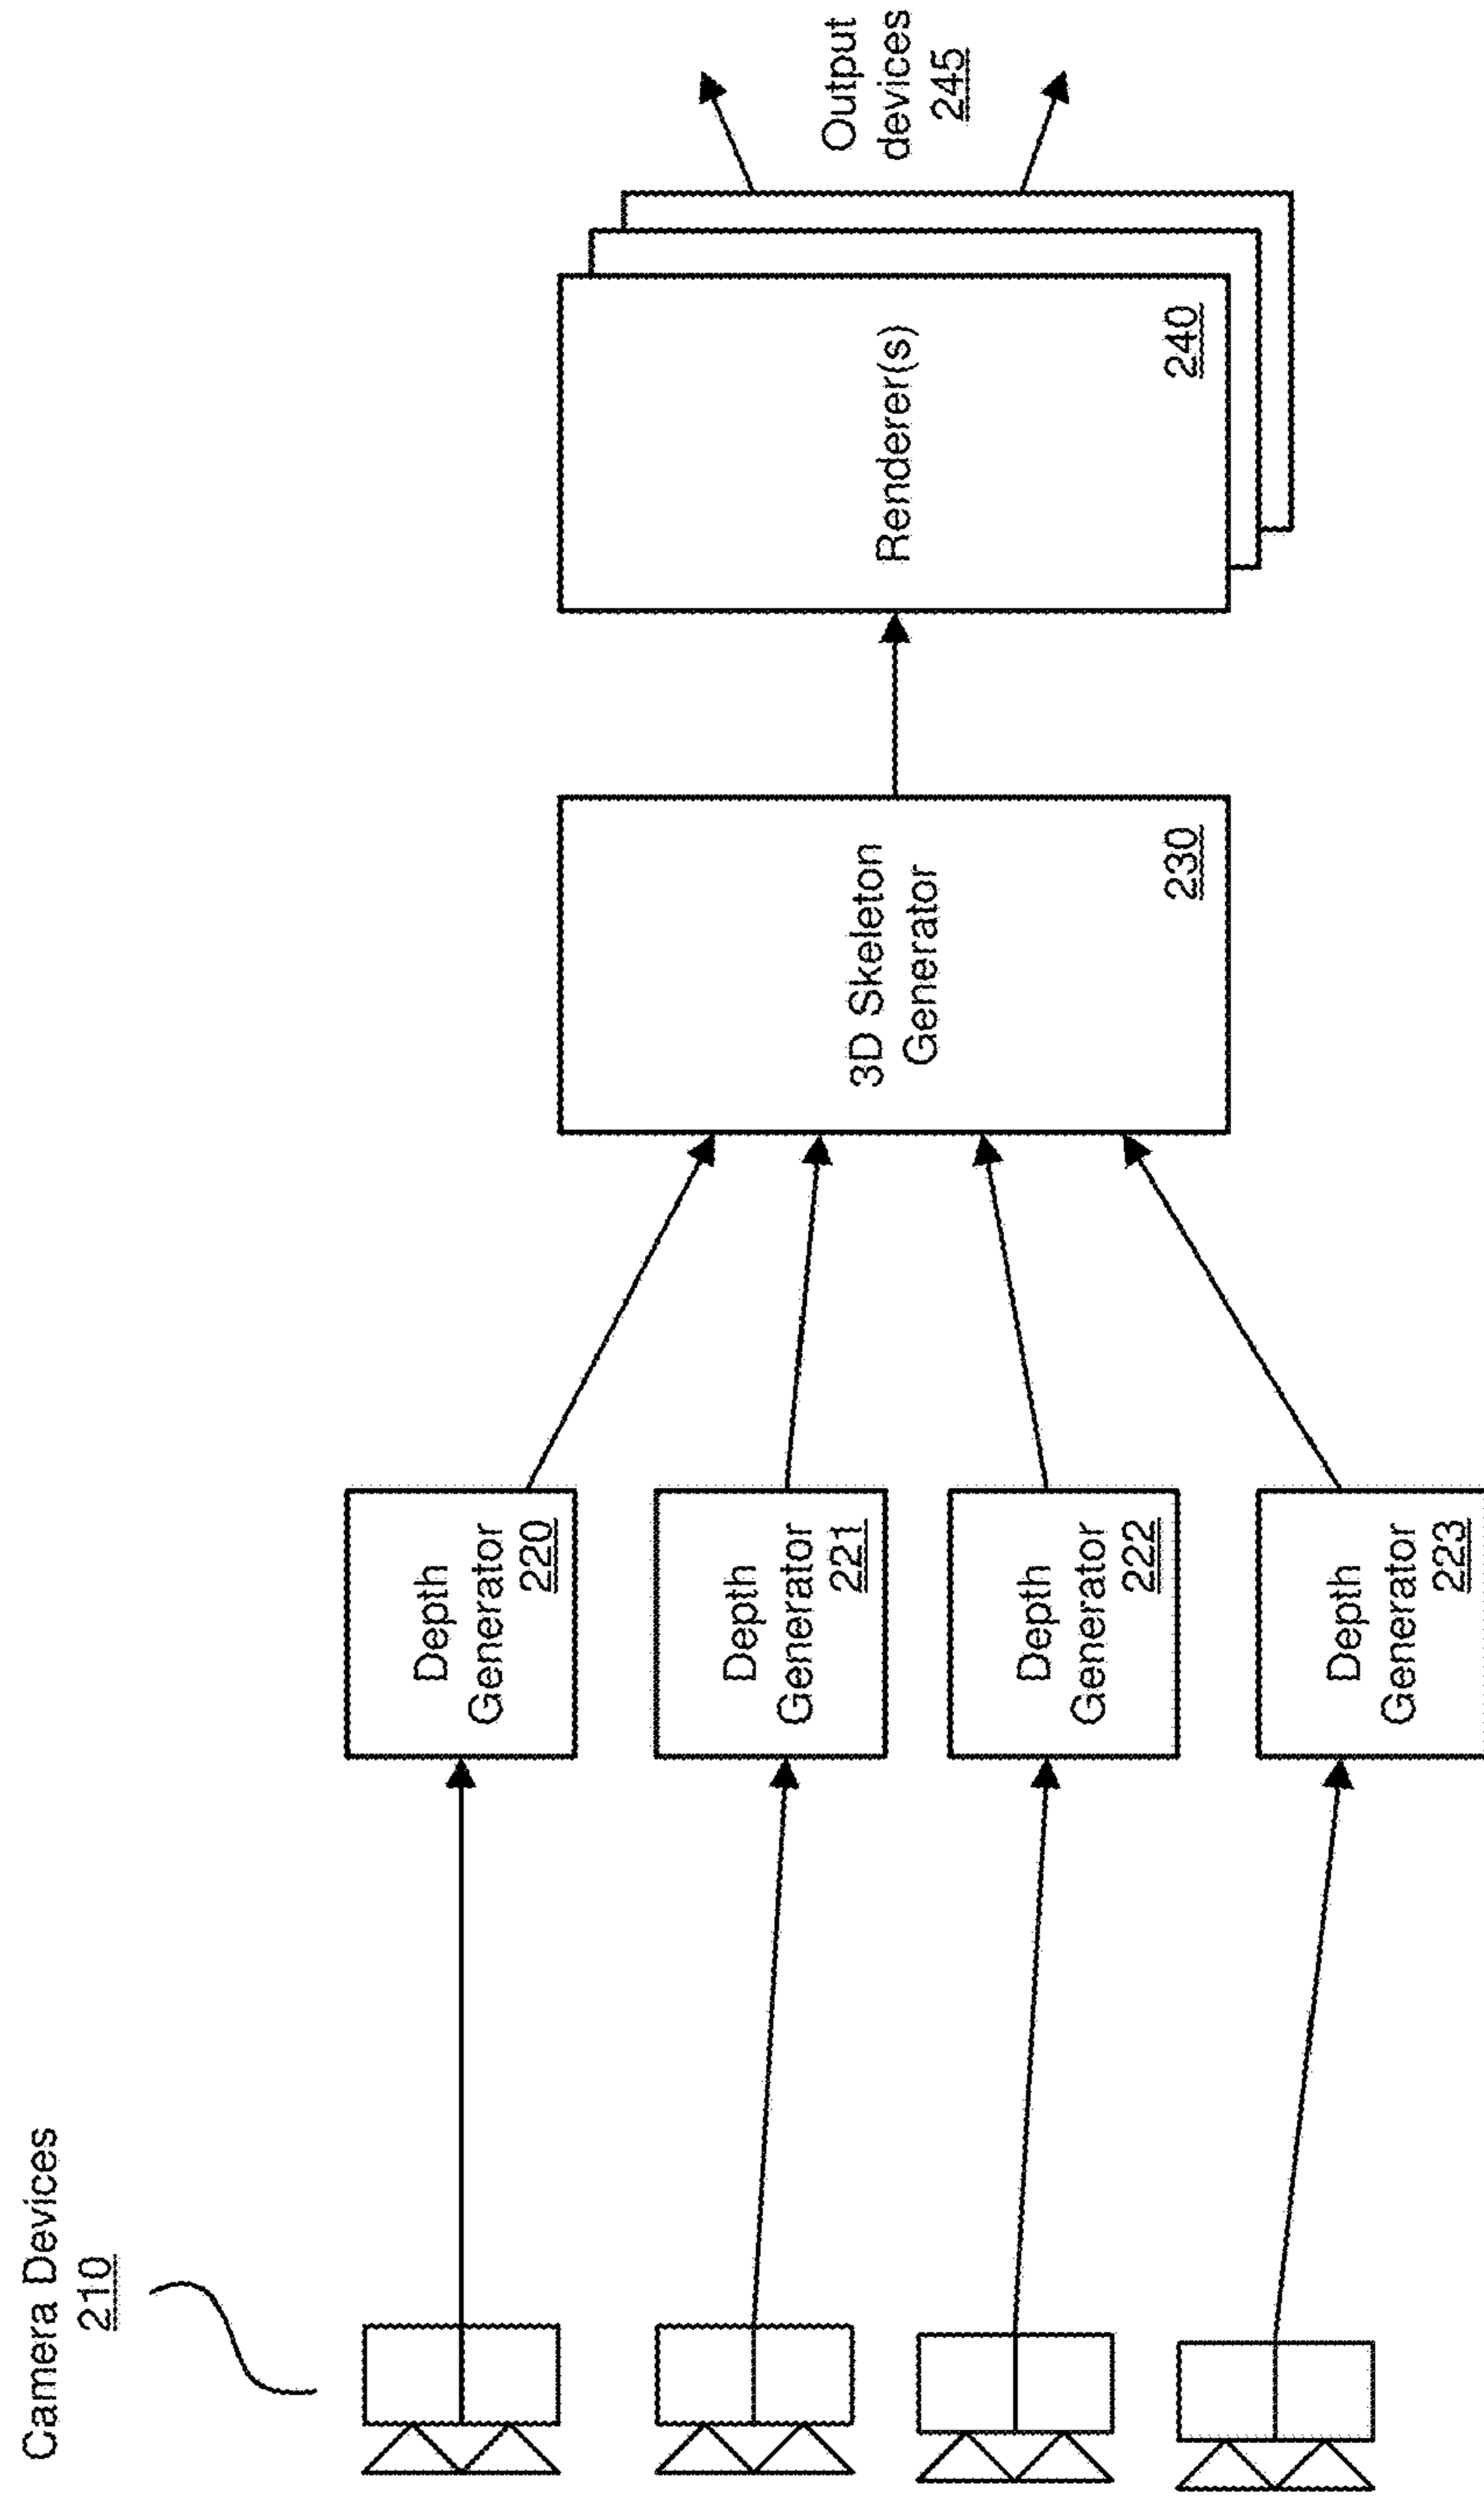 Camera Devices
210
Depth
Generator
220
Depth
Generator
221
Depth
Generator
222
Depth
Generator
223
3D Skeleton
Generator
230
Renderer(s)
240
Output
devices
245